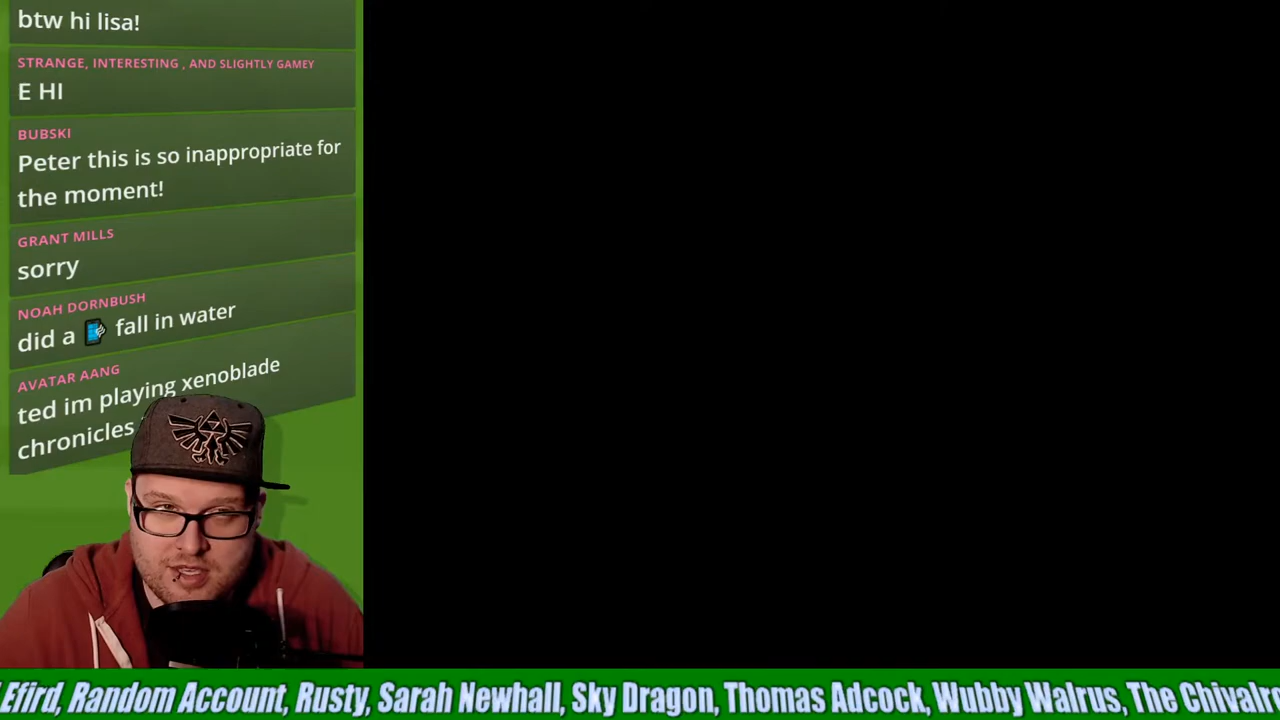 btw hi lisa!
STRANGE, INTERESTING , AND SLIGHTLY GAMEY
E HI
BUBSKI
Peter this is so inappropriate for
the moment!
GRANT MILLS
sorry
NOAH DORNBUSH
did a fall in water
AVATAR AANG
ted im playing xenoblade
chronicles
Efird, Random Account, Rusty, Sarah Newhall, Sky Dragon, Thomas Adcock, Wubby Walrus, The Chivalro